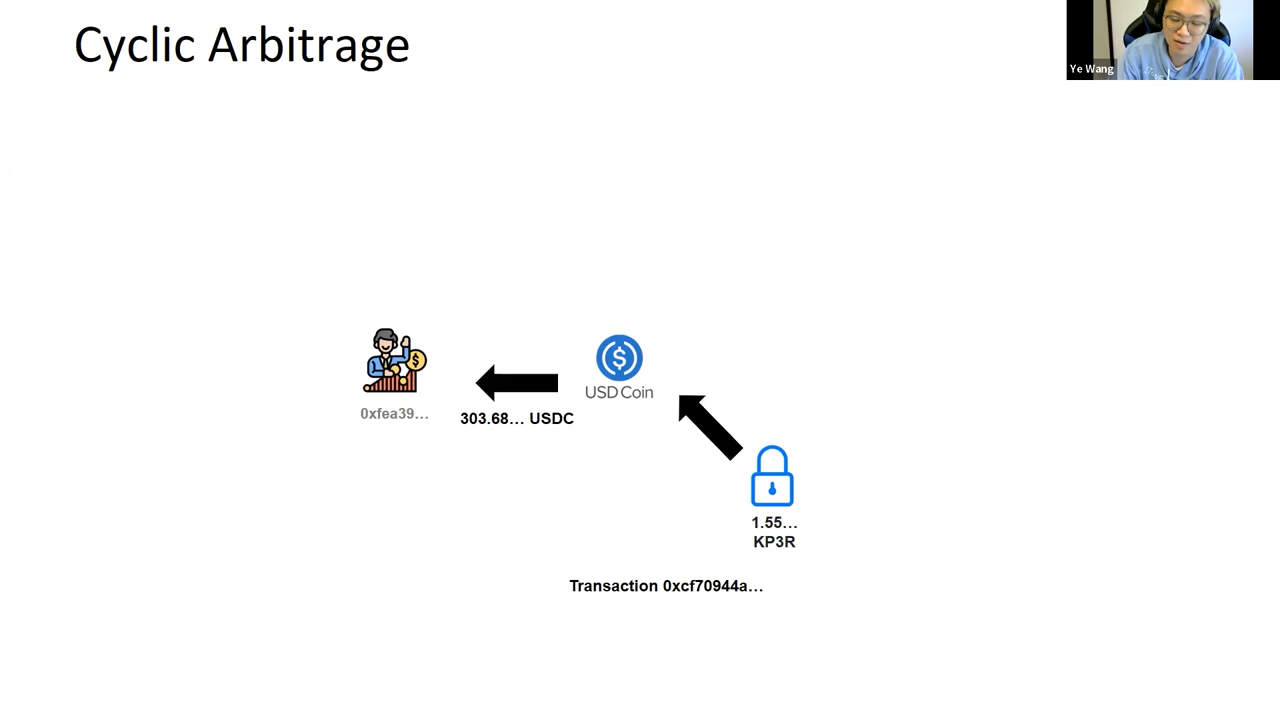 Cyclic Arbitrage
Ye Wang
$
$
USD Coin
0xfea39...
303.68... USDC
1.55...
KP3R
Transaction 0xcf70944a...